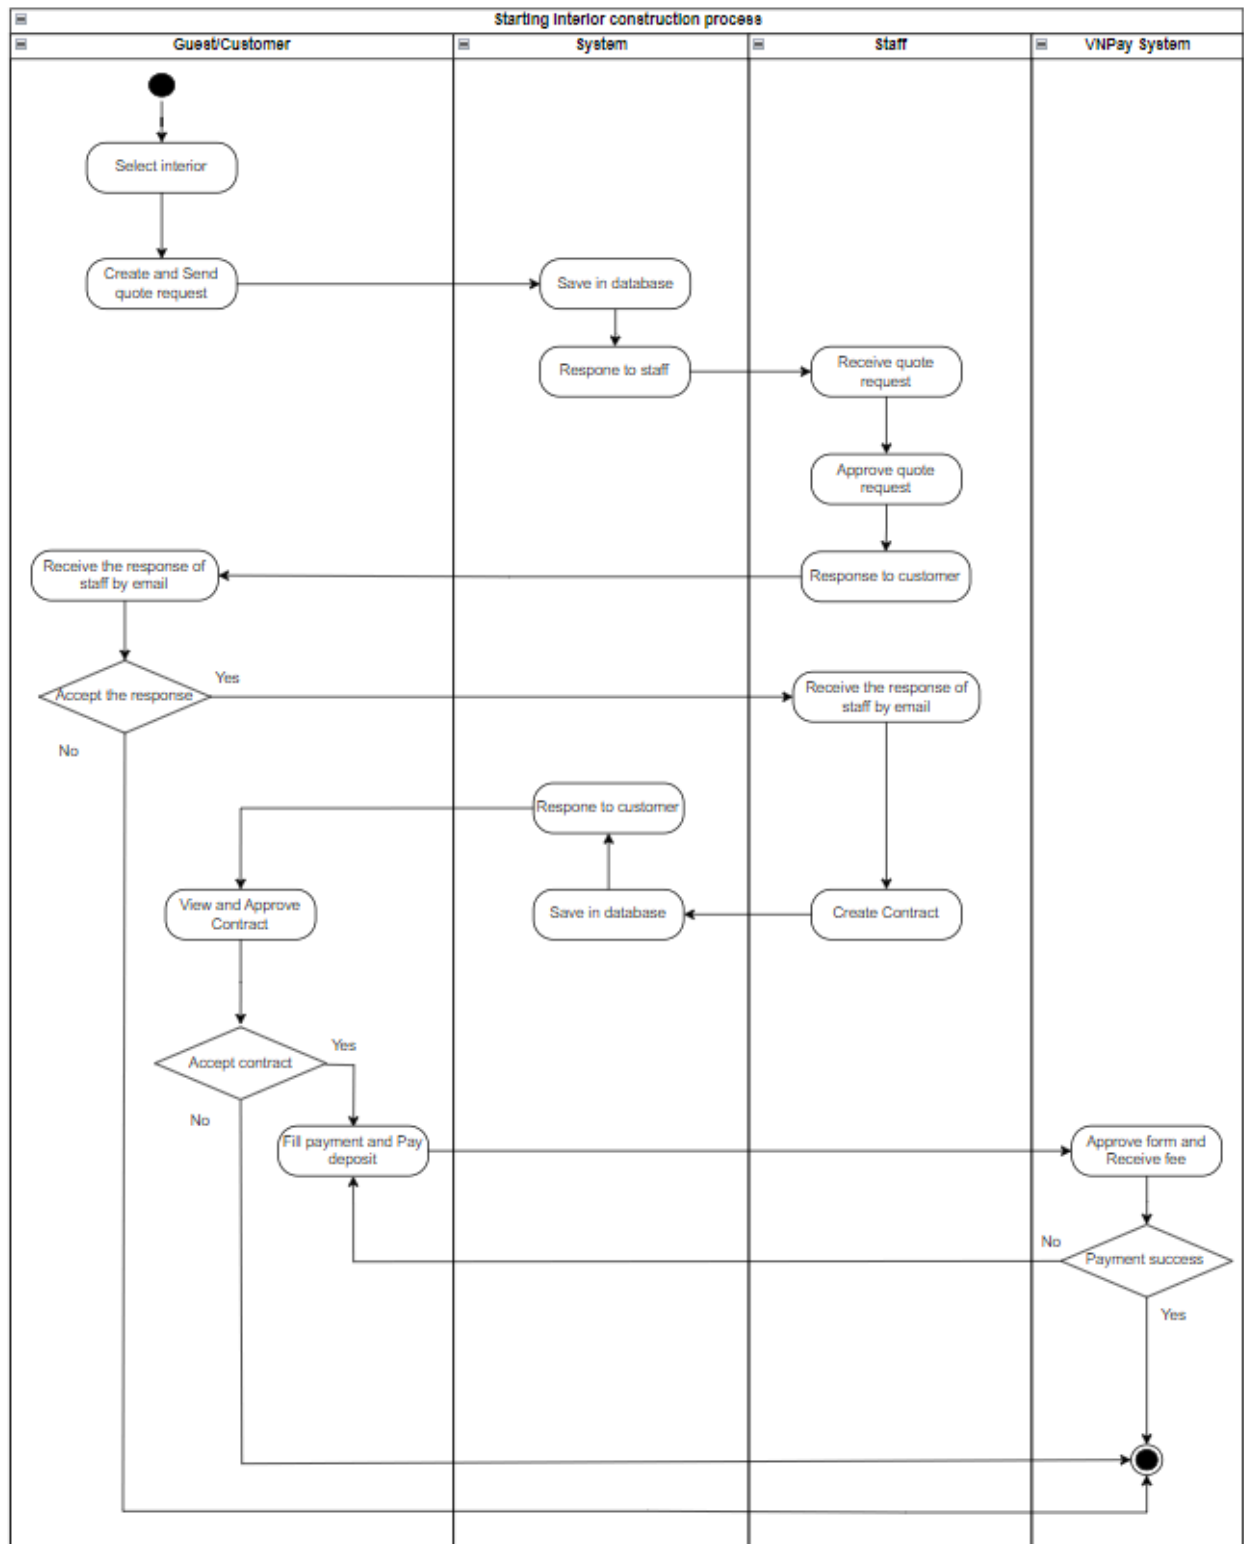 Starting interior construction process
Guest/Customer
System
Staff
VNPay System
Select interior
Create and Send
quote request
Save in database
Respone to staff
Receive quote
request
Approve quote
request
Receive the response of
staff by email
Response to customer
Accept the response
Yes
No
Receive the response of
staff by email
Respone to customer
View and Approve
Contract
Save in database
Create Contract
Accept contract
Yes
No
Fill payment and Pay
deposit
Approve form and
Receive fee
No
Payment success
Yes